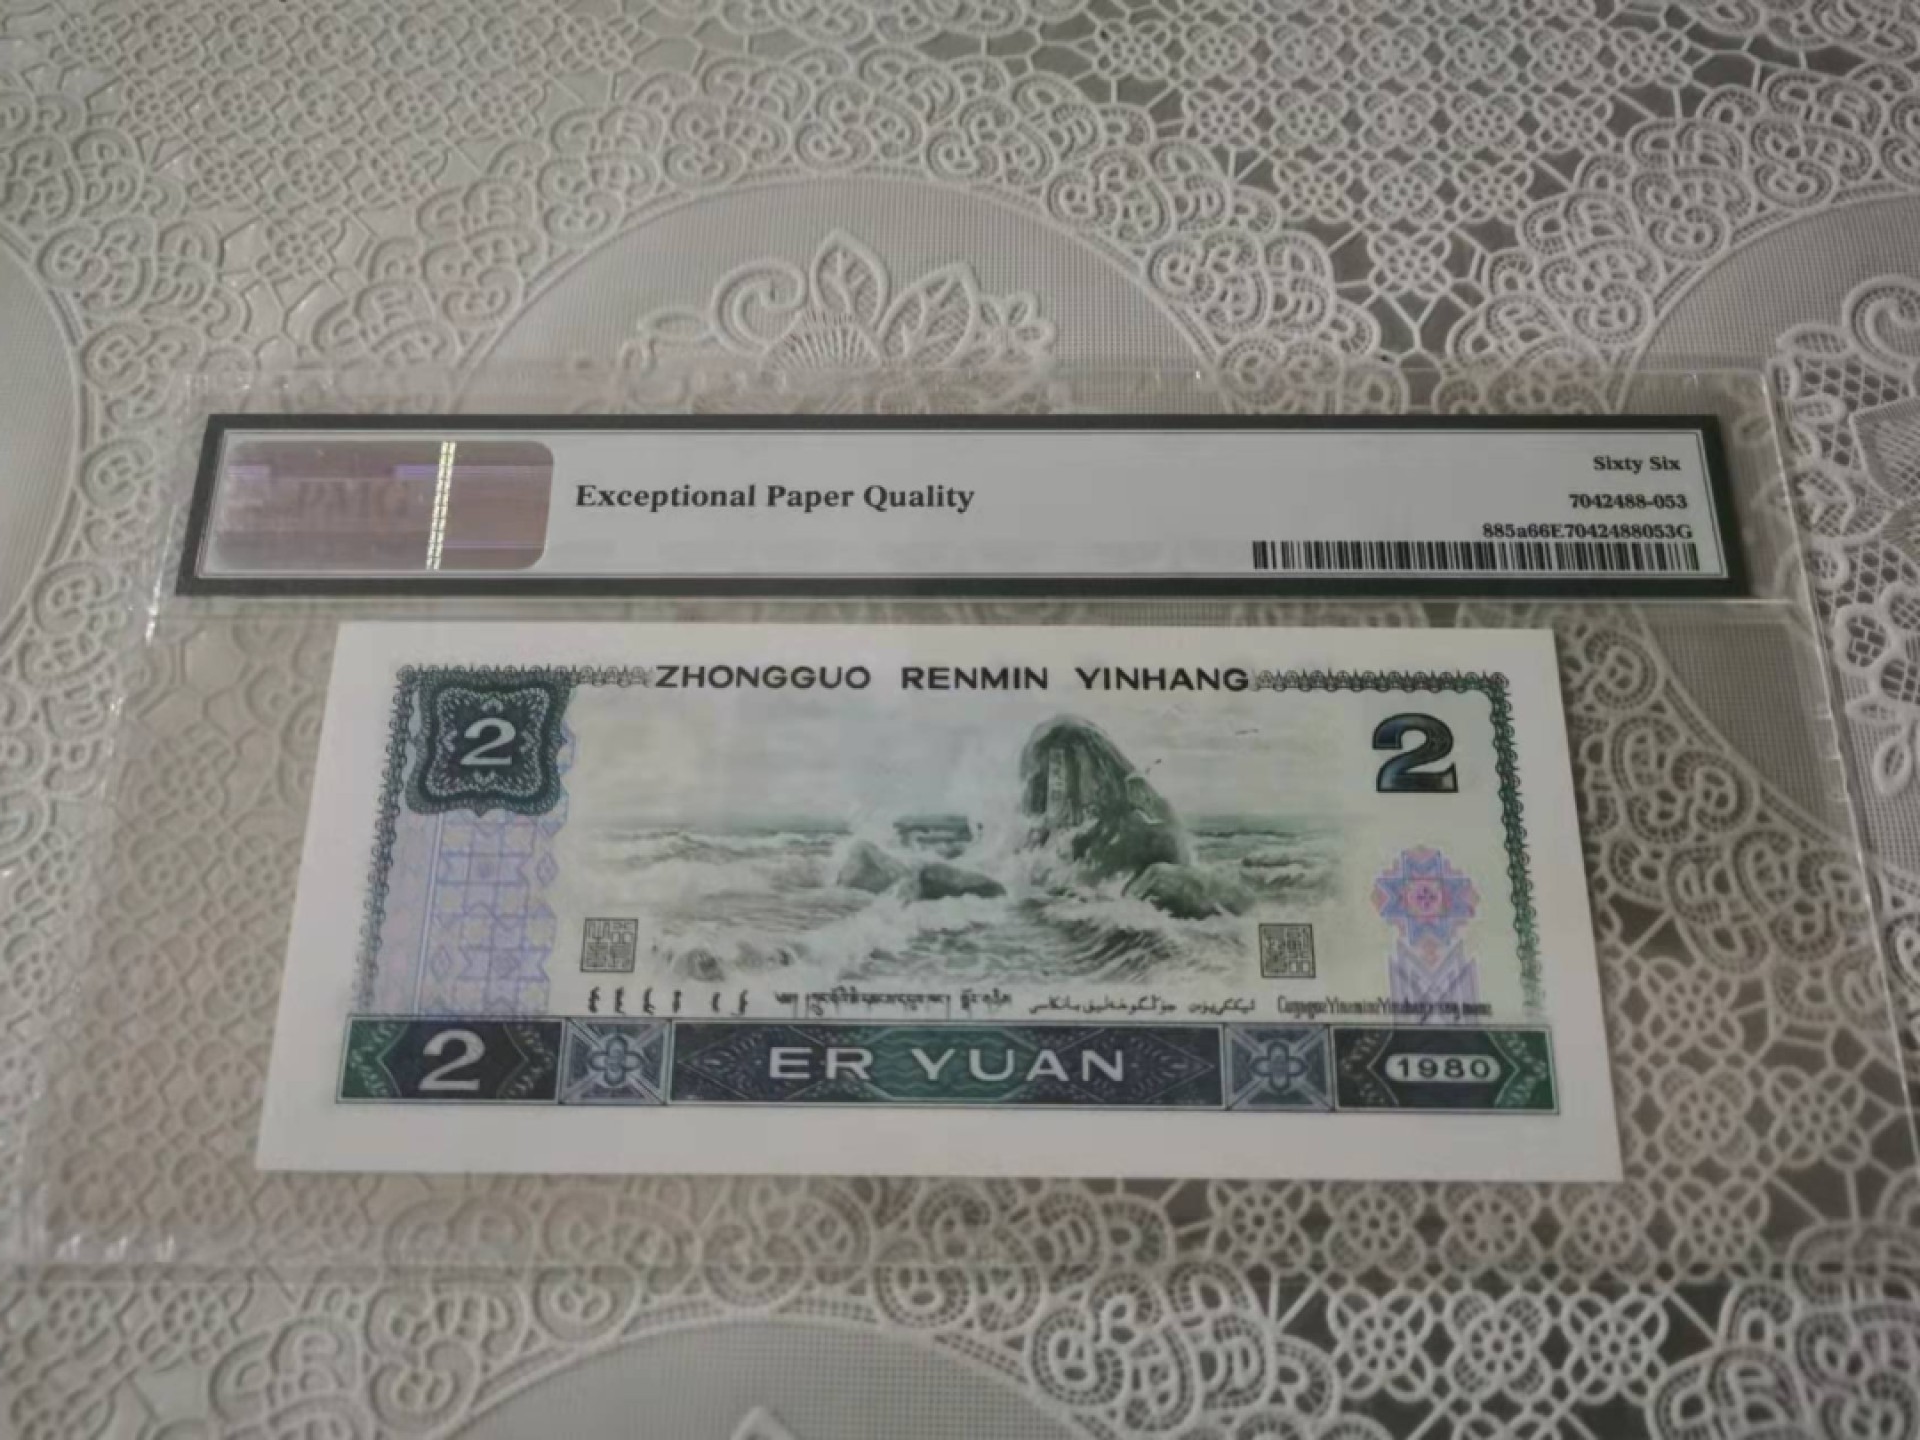 PMG
Exceptional Paper Quality
Sixty Six
7042488-053
885a66E7042488053G
ZHONGGUO RENMIN YINHANG
2
2
2
ER YUAN
1980